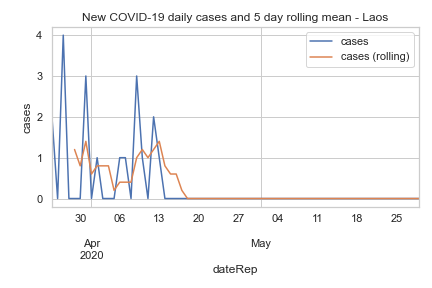 New COVID-19 daily cases and 5 day rolling mean - Laos
cases
cases (rolling)
4
3
2
1
0
cases
30 06 13 20 27 04 11 18 25
Apr May
2020
dateRep